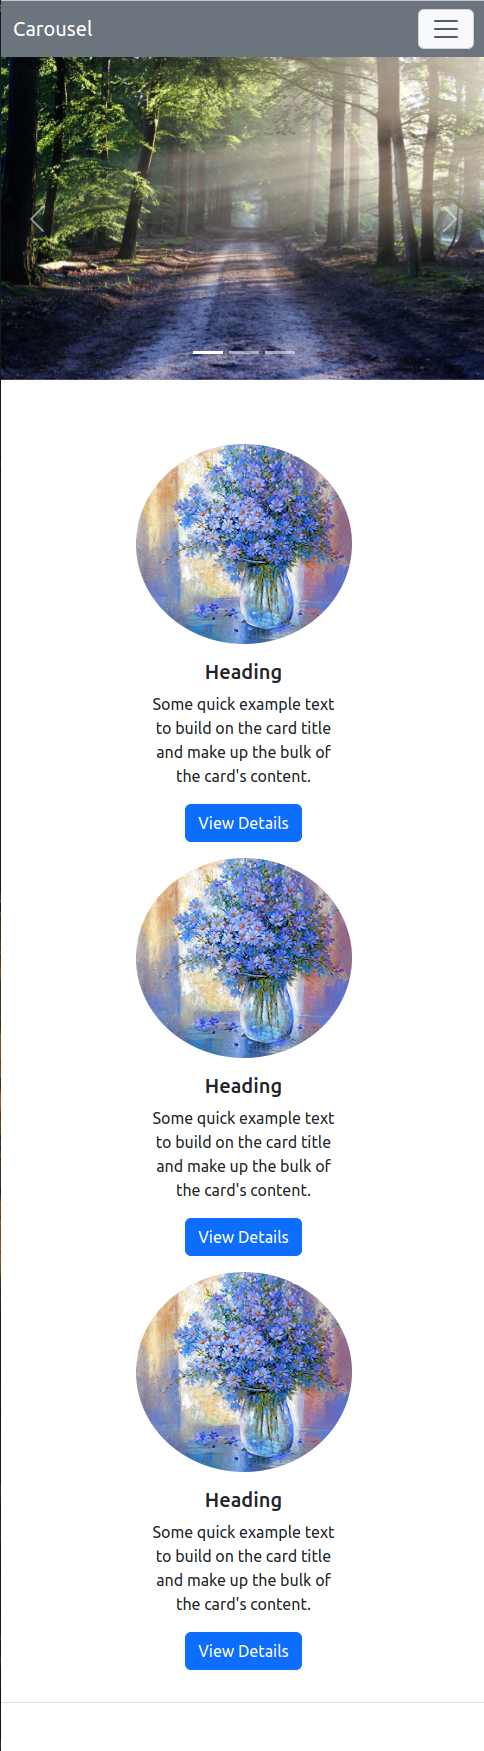 Carousel
Heading
Some quick example text
to build on the card title
and make up the bulk of
the card's content.
View Details
Heading
Some quick example text
to build on the card title
and make up the bulk of
the card's content.
View Details
Heading
Some quick example text
to build on the card title
and make up the bulk of
the card's content.
View Details